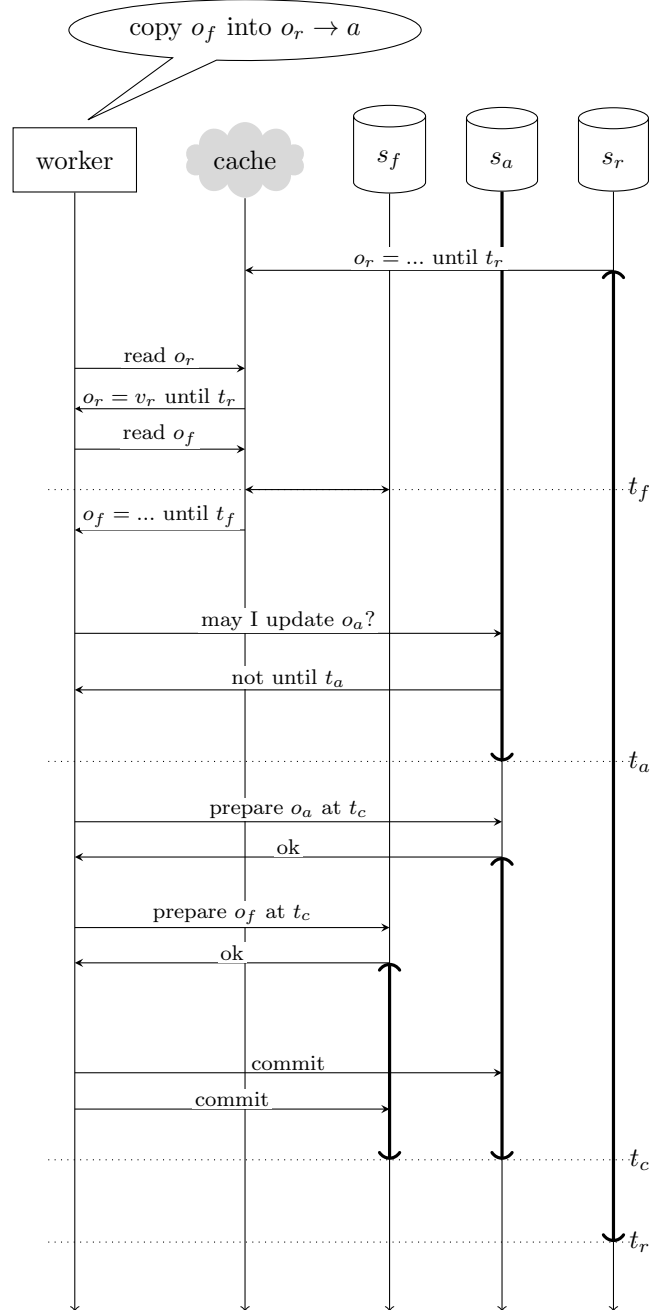 copy o_f into o_r → a
worker
cache
s_f
s_a
s_r
o_r = ... until t_r
read o_r
o_r = v_r until t_r
read o_f
t_f
o_f = ... until t_f
may I update o_a?
not until t_a
t_a
prepare o_a at t_c
ok
prepare o_f at t_c
ok
commit
commit
t_c
t_r